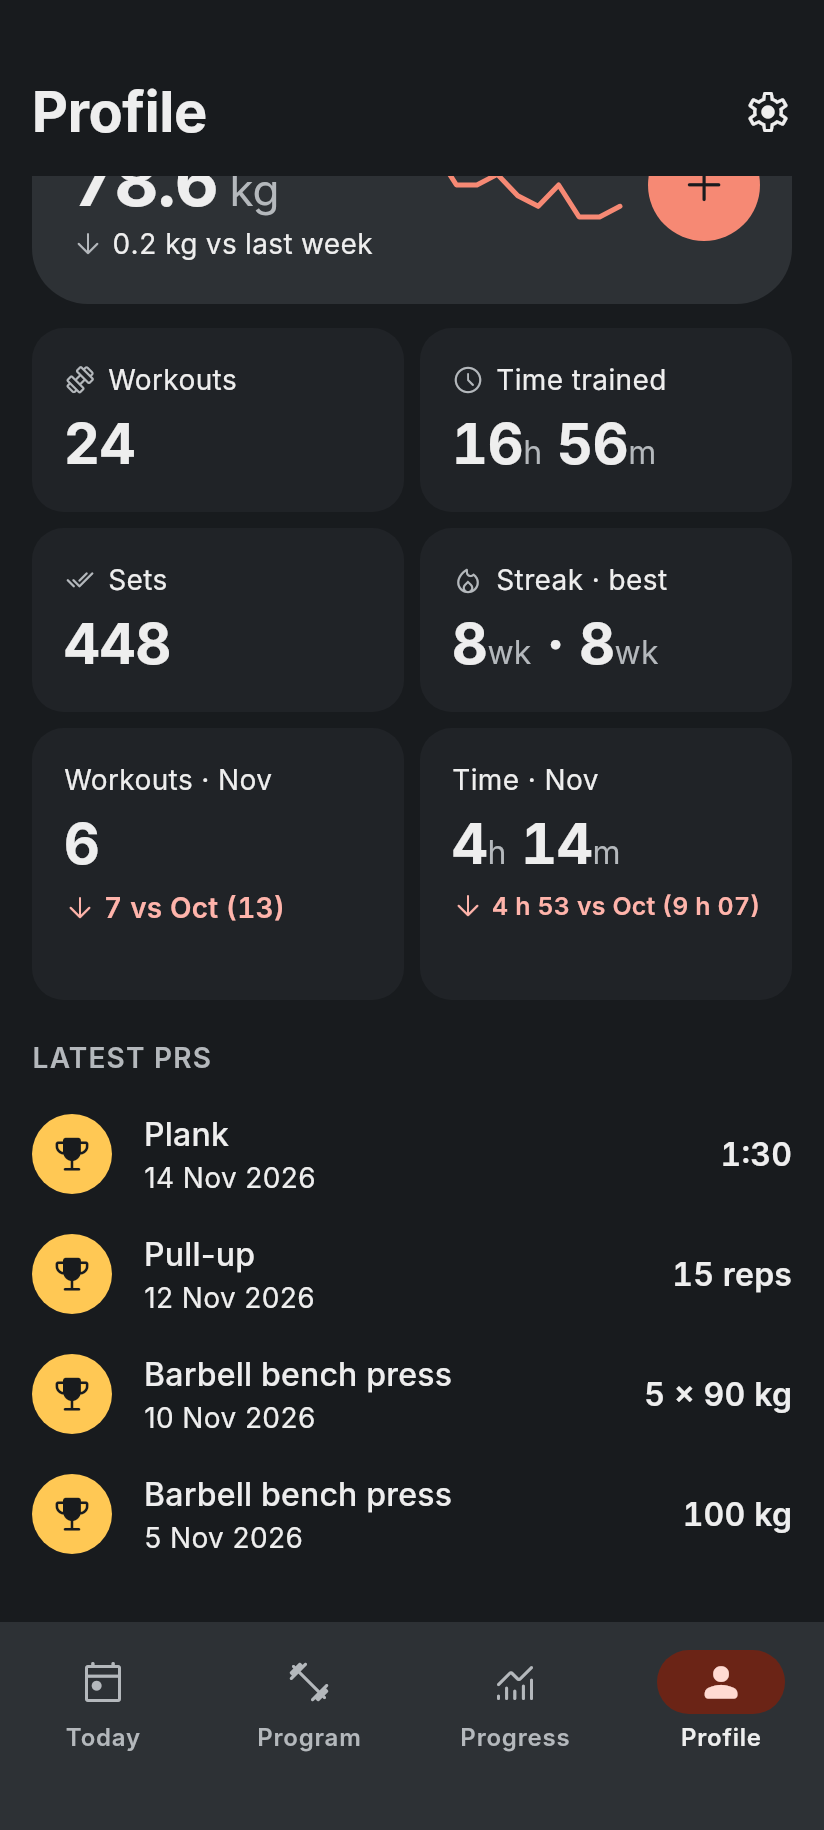 Profile
78.6 kg
0.2 kg vs last week
Workouts
24
Time trained
16h 56m
Sets
448
Streak · best
8wk · 8wk
Workouts · Nov
6
7 vs Oct (13)
Time · Nov
4h 14m
4 h 53 vs Oct (9 h 07)
LATEST PRS
Plank
14 Nov 2026
1:30
Pull-up
12 Nov 2026
15 reps
Barbell bench press
10 Nov 2026
5 × 90 kg
Barbell bench press
5 Nov 2026
100 kg
Today
Program
Progress
Profile